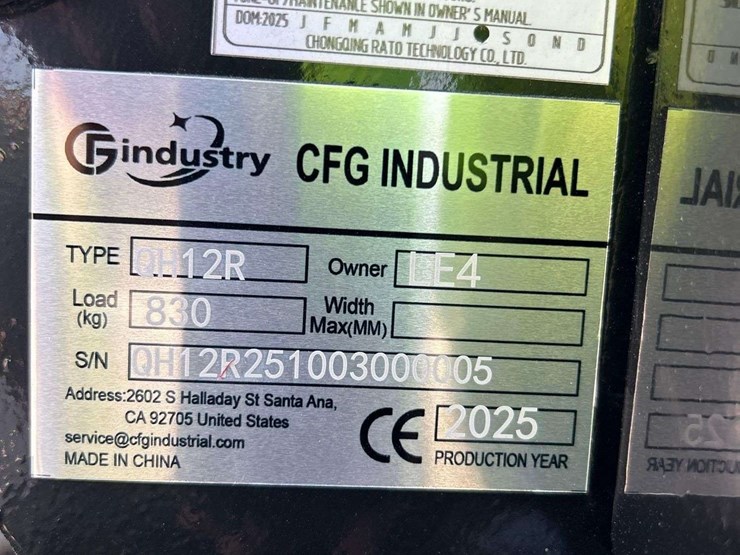 MAINTENANCE SHOWN IN OWNER'S MANUAL
DOM:2025 J F M A M J J S O N D
CHONGQING RATO TECHNOLOGY CO., LTD.
industry CFG INDUSTRIAL
TYPE QH12R Owner LE4
Load (kg) 830 Width Max(MM)
S/N QH12R251003000005
Address:2602 S Halladay St Santa Ana,
CA 92705 United States
service@cfgindustrial.com
MADE IN CHINA
CE 2025
PRODUCTION YEAR